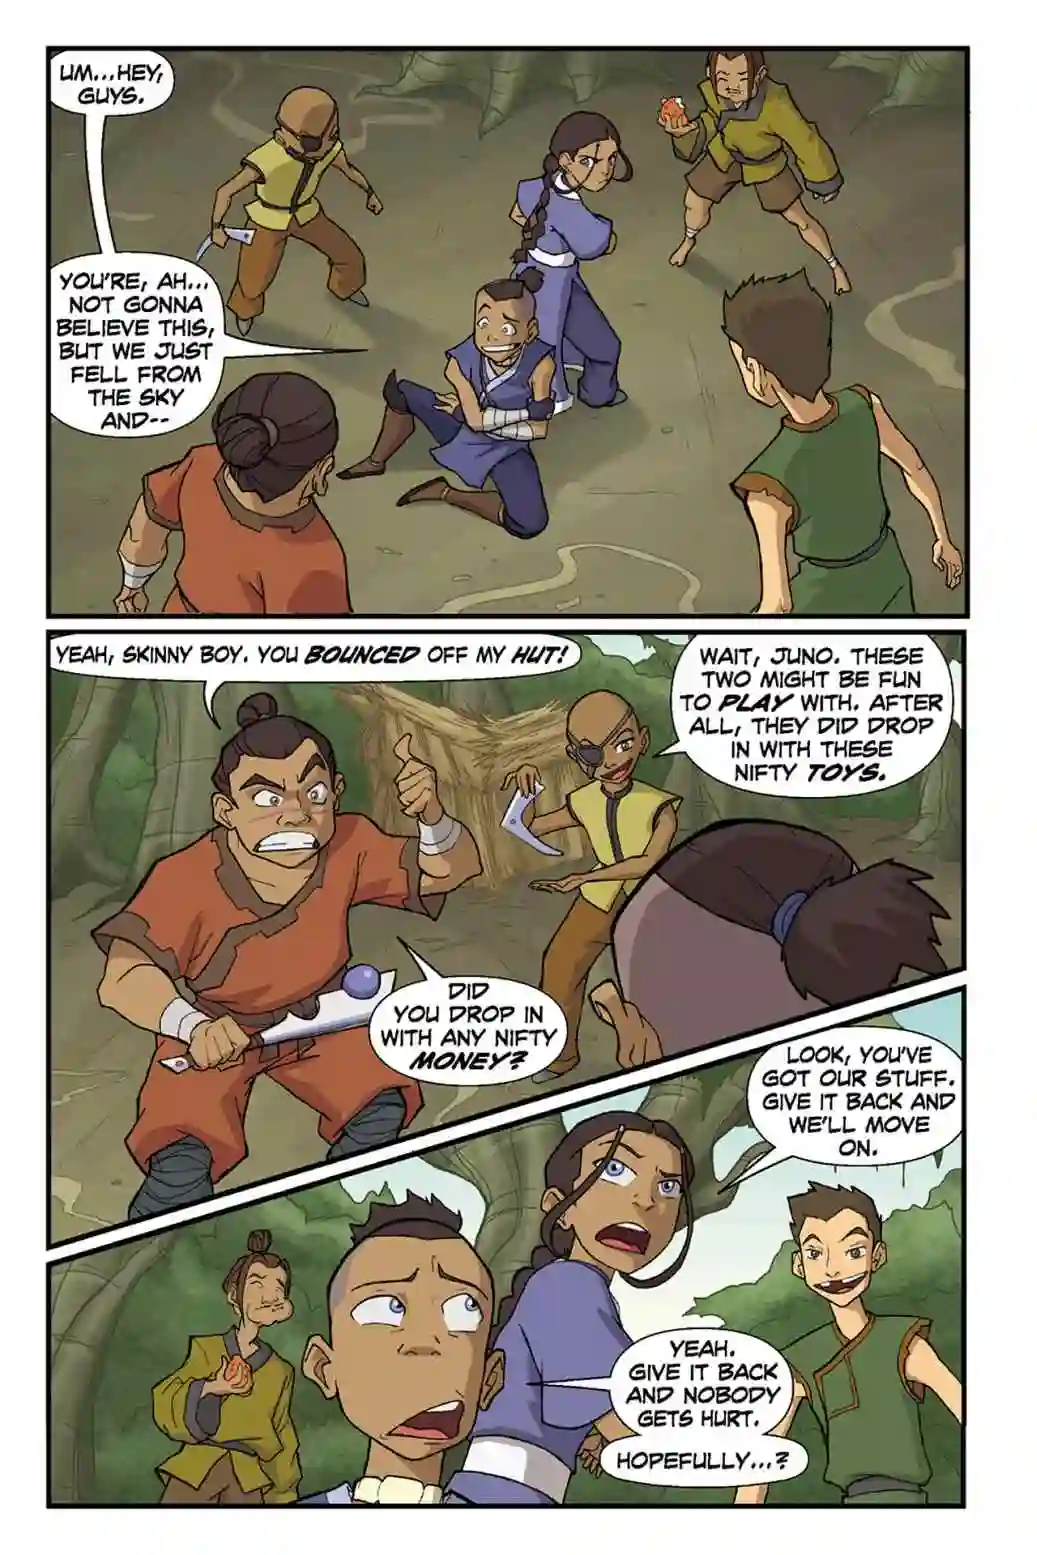 UM...HEY,
GUYS.
YOU'RE, AH...
NOT GONNA
BELIEVE THIS,
BUT WE JUST
FELL FROM
THE SKY
AND--
YEAH, SKINNY BOY. YOU BOUNCED OFF MY HUT!
WAIT, JUNO. THESE
TWO MIGHT BE FUN
TO PLAY WITH. AFTER
ALL, THEY DID DROP
IN WITH THESE
NIFTY TOYS.
DID
YOU DROP IN
WITH ANY NIFTY
MONEY?
LOOK, YOU'VE
GOT OUR STUFF.
GIVE IT BACK AND
WE'LL MOVE
ON.
YEAH.
GIVE IT BACK
AND NOBODY
GETS HURT.
HOPEFULLY...?